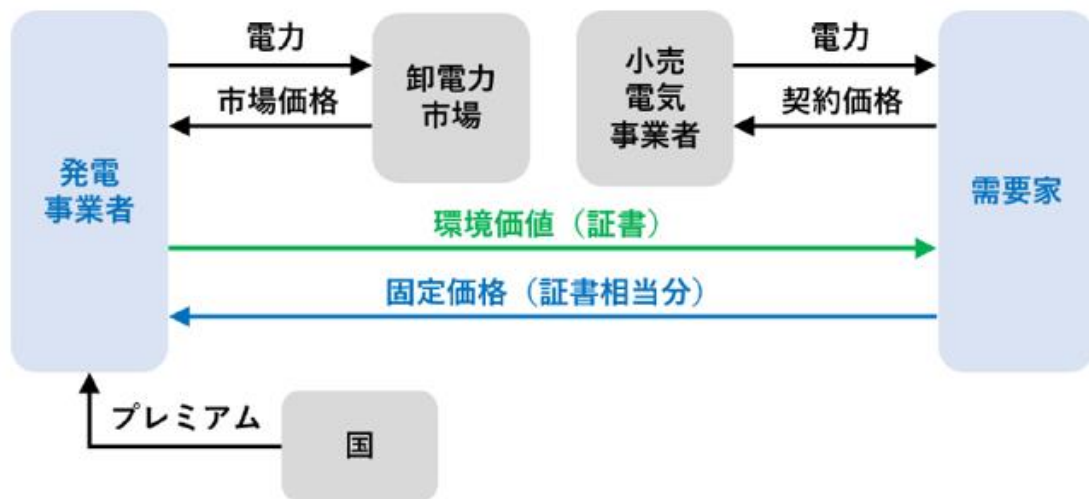 電力
市場価格
卸電力
市場
小売
電気
事業者
電力
契約価格
発電
事業者
需要家
環境価値（証書）
固定価格（証書相当分）
プレミアム
国